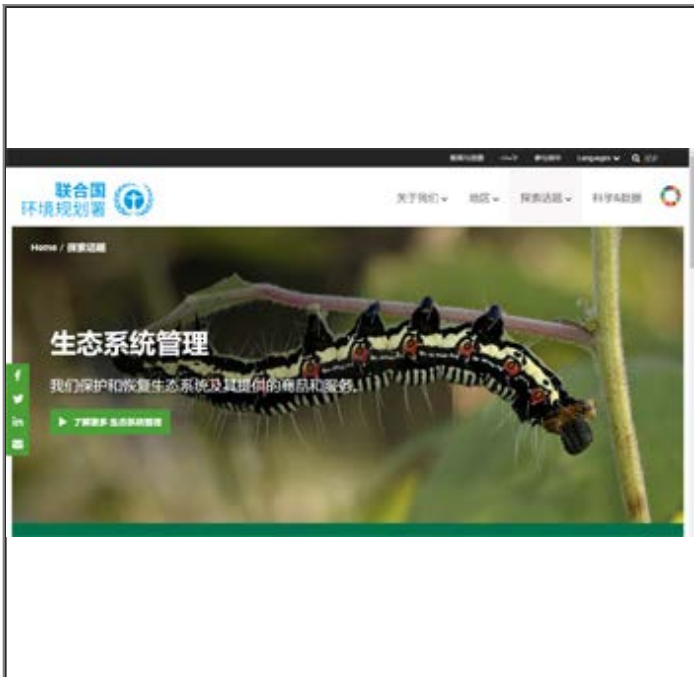 Languages
联合国
环境规划署
关于我们
地区
探索话题
科学&数据
Home / 探索话题
生态系统管理
我们保护和恢复生态系统及其提供的商品和服务。
了解更多 生态系统管理